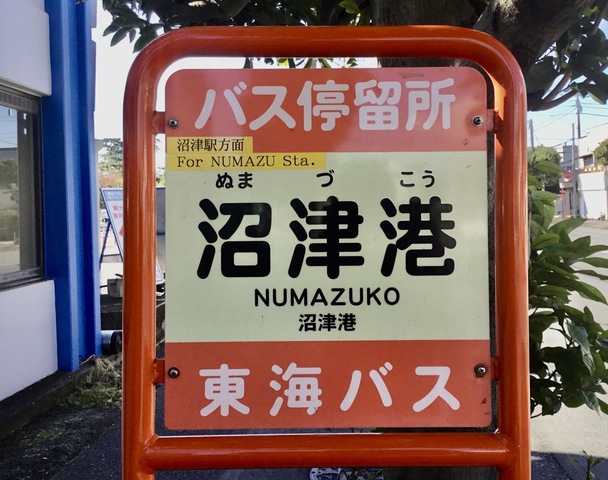 バス停留所
沼津駅方面
For NUMAZU Sta.
ぬま づ こう
沼津港
NUMAZUKO
沼津港
東海バス